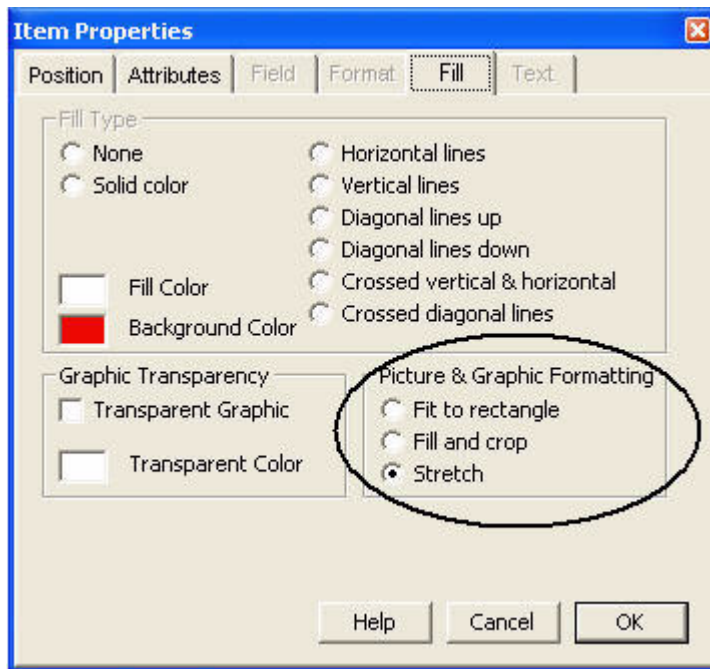 Item Properties
Position Attributes Field Format Fill Text
Fill Type
None
Solid color
Horizontal lines
Vertical lines
Diagonal lines up
Diagonal lines down
Crossed vertical & horizontal
Crossed diagonal lines
Fill Color
Background Color
Graphic Transparency
Transparent Graphic
Transparent Color
Picture & Graphic Formatting
Fit to rectangle
Fill and crop
Stretch
Help Cancel OK